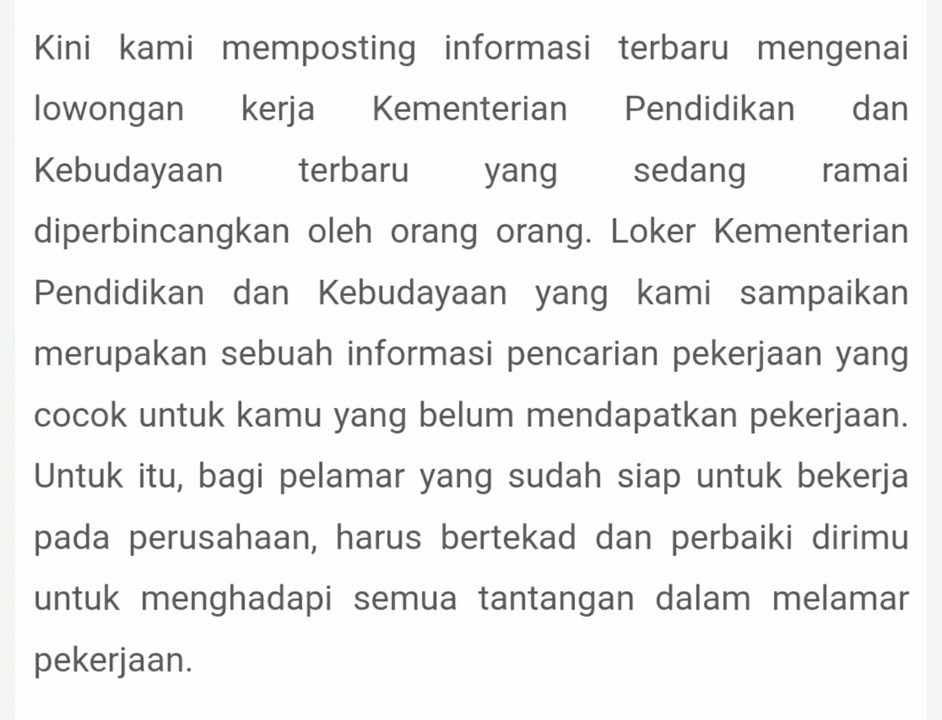 Kini kami memposting informasi terbaru mengenai
lowongan kerja Kementerian Pendidikan dan
Kebudayaan terbaru yang sedang ramai
diperbincangkan oleh orang orang. Loker Kementerian
Pendidikan dan Kebudayaan yang kami sampaikan
merupakan sebuah informasi pencarian pekerjaan yang
cocok untuk kamu yang belum mendapatkan pekerjaan.
Untuk itu, bagi pelamar yang sudah siap untuk bekerja
pada perusahaan, harus bertekad dan perbaiki dirimu
untuk menghadapi semua tantangan dalam melamar
pekerjaan.